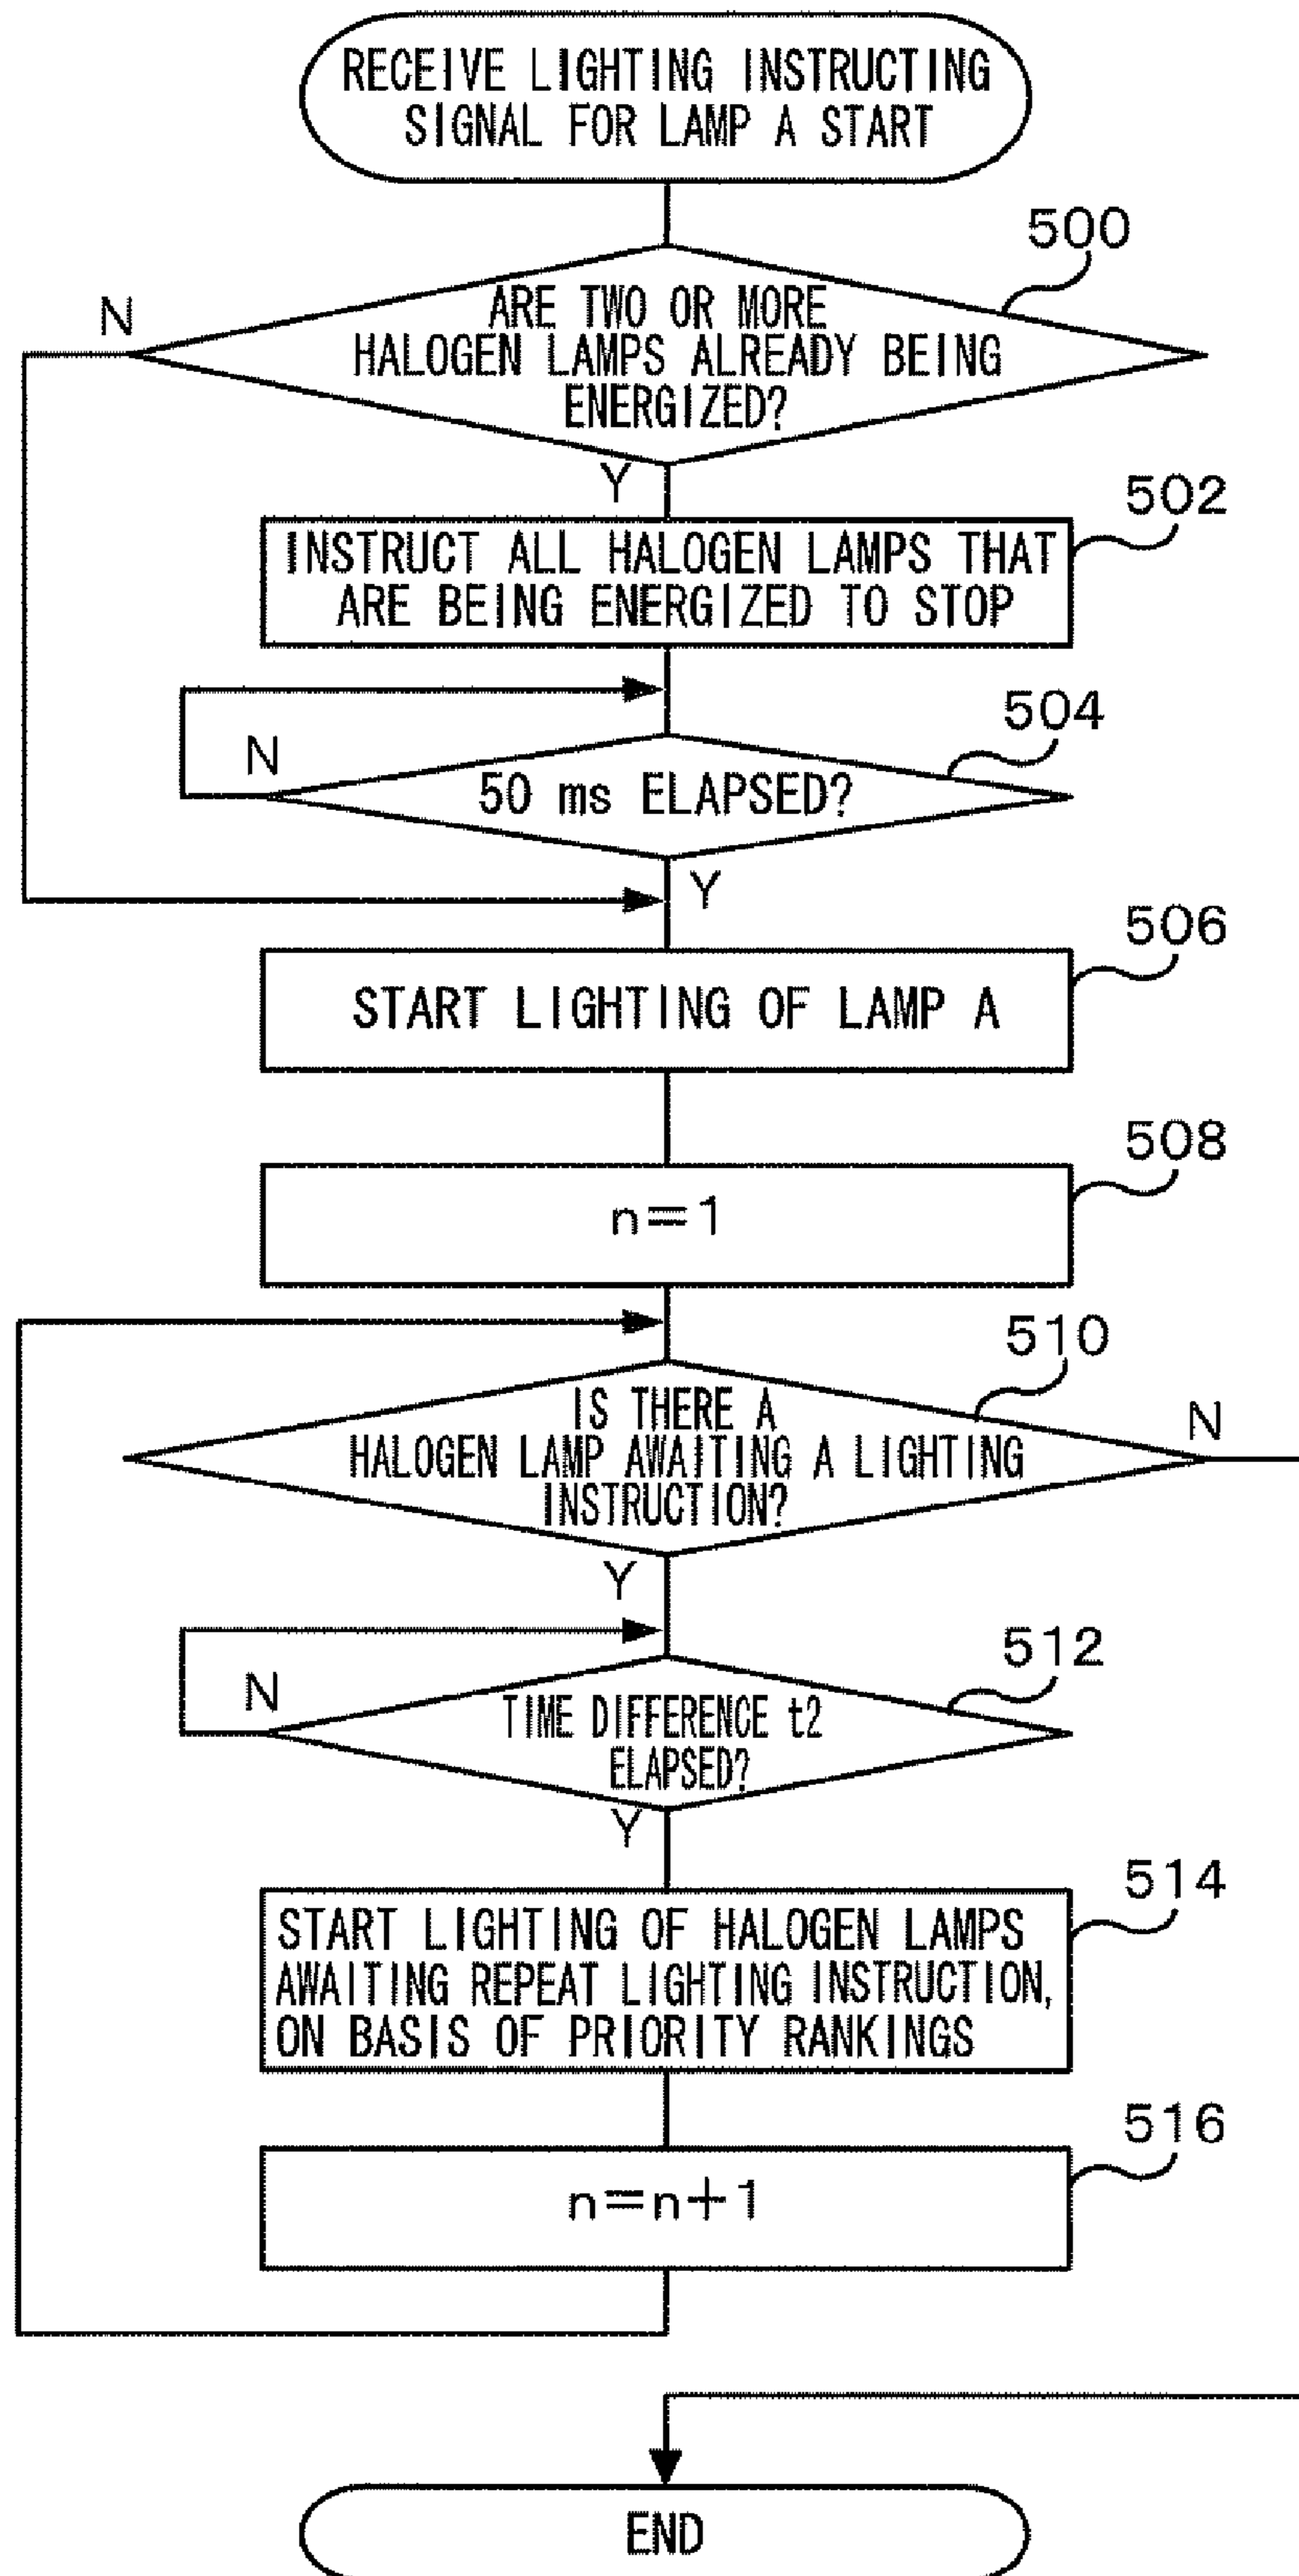 RECEIVE LIGHTING INSTRUCTING
SIGNAL FOR LAMP A START
500
N
ARE TWO OR MORE
HALOGEN LAMPS ALREADY BEING
ENERGIZED?
Y
502
INSTRUCT ALL HALOGEN LAMPS THAT
ARE BEING ENERGIZED TO STOP
504
N
50 ms ELAPSED?
Y
506
START LIGHTING OF LAMP A
508
n=1
510
IS THERE A
N
HALOGEN LAMP AWAITING A LIGHTING
INSTRUCTION?
Y
512
N
TIME DIFFERENCE t2
ELAPSED?
Y
514
START LIGHTING OF HALOGEN LAMPS
AWAITING REPEAT LIGHTING INSTRUCTION,
ON BASIS OF PRIORITY RANKINGS
516
n=n+1
END